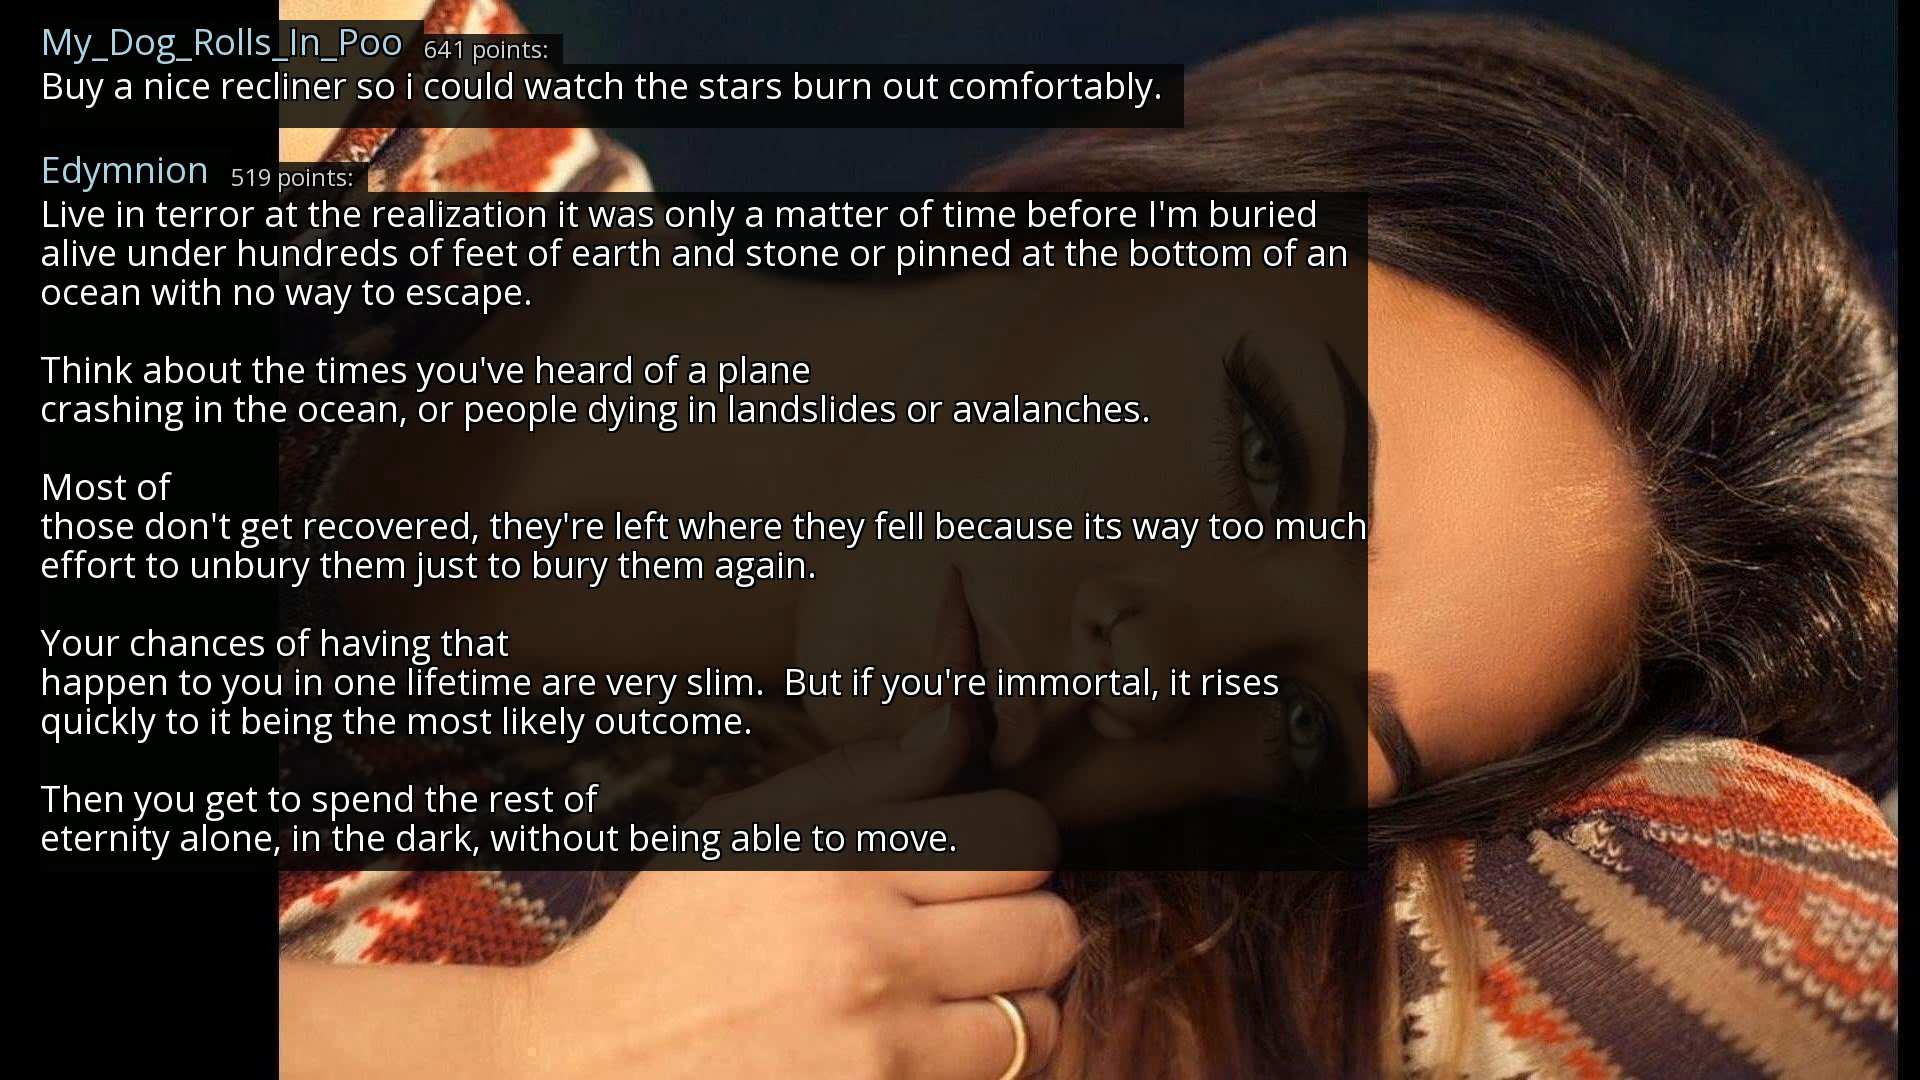 My_Dog_Rolls_In_Poo 641 points:
Buy a nice recliner so i could watch the stars burn out comfortably.
Edymnion 519 points:
Live in terror at the realization it was only a matter of time before I'm buried
alive under hundreds of feet of earth and stone or pinned at the bottom of an
ocean with no way to escape.
Think about the times you've heard of a plane
crashing in the ocean, or people dying in landslides or avalanches.
Most of
those don't get recovered, they're left where they fell because its way too much
effort to unbury them just to bury them again.
Your chances of having that
happen to you in one lifetime are very slim.  But if you're immortal, it rises
quickly to it being the most likely outcome.
Then you get to spend the rest of
eternity alone, in the dark, without being able to move.